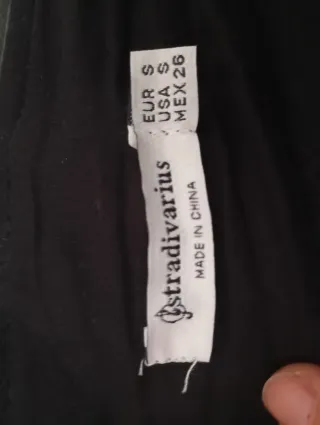 EUR S
USA S
MEX 26
stradivarius
MADE IN CHINA